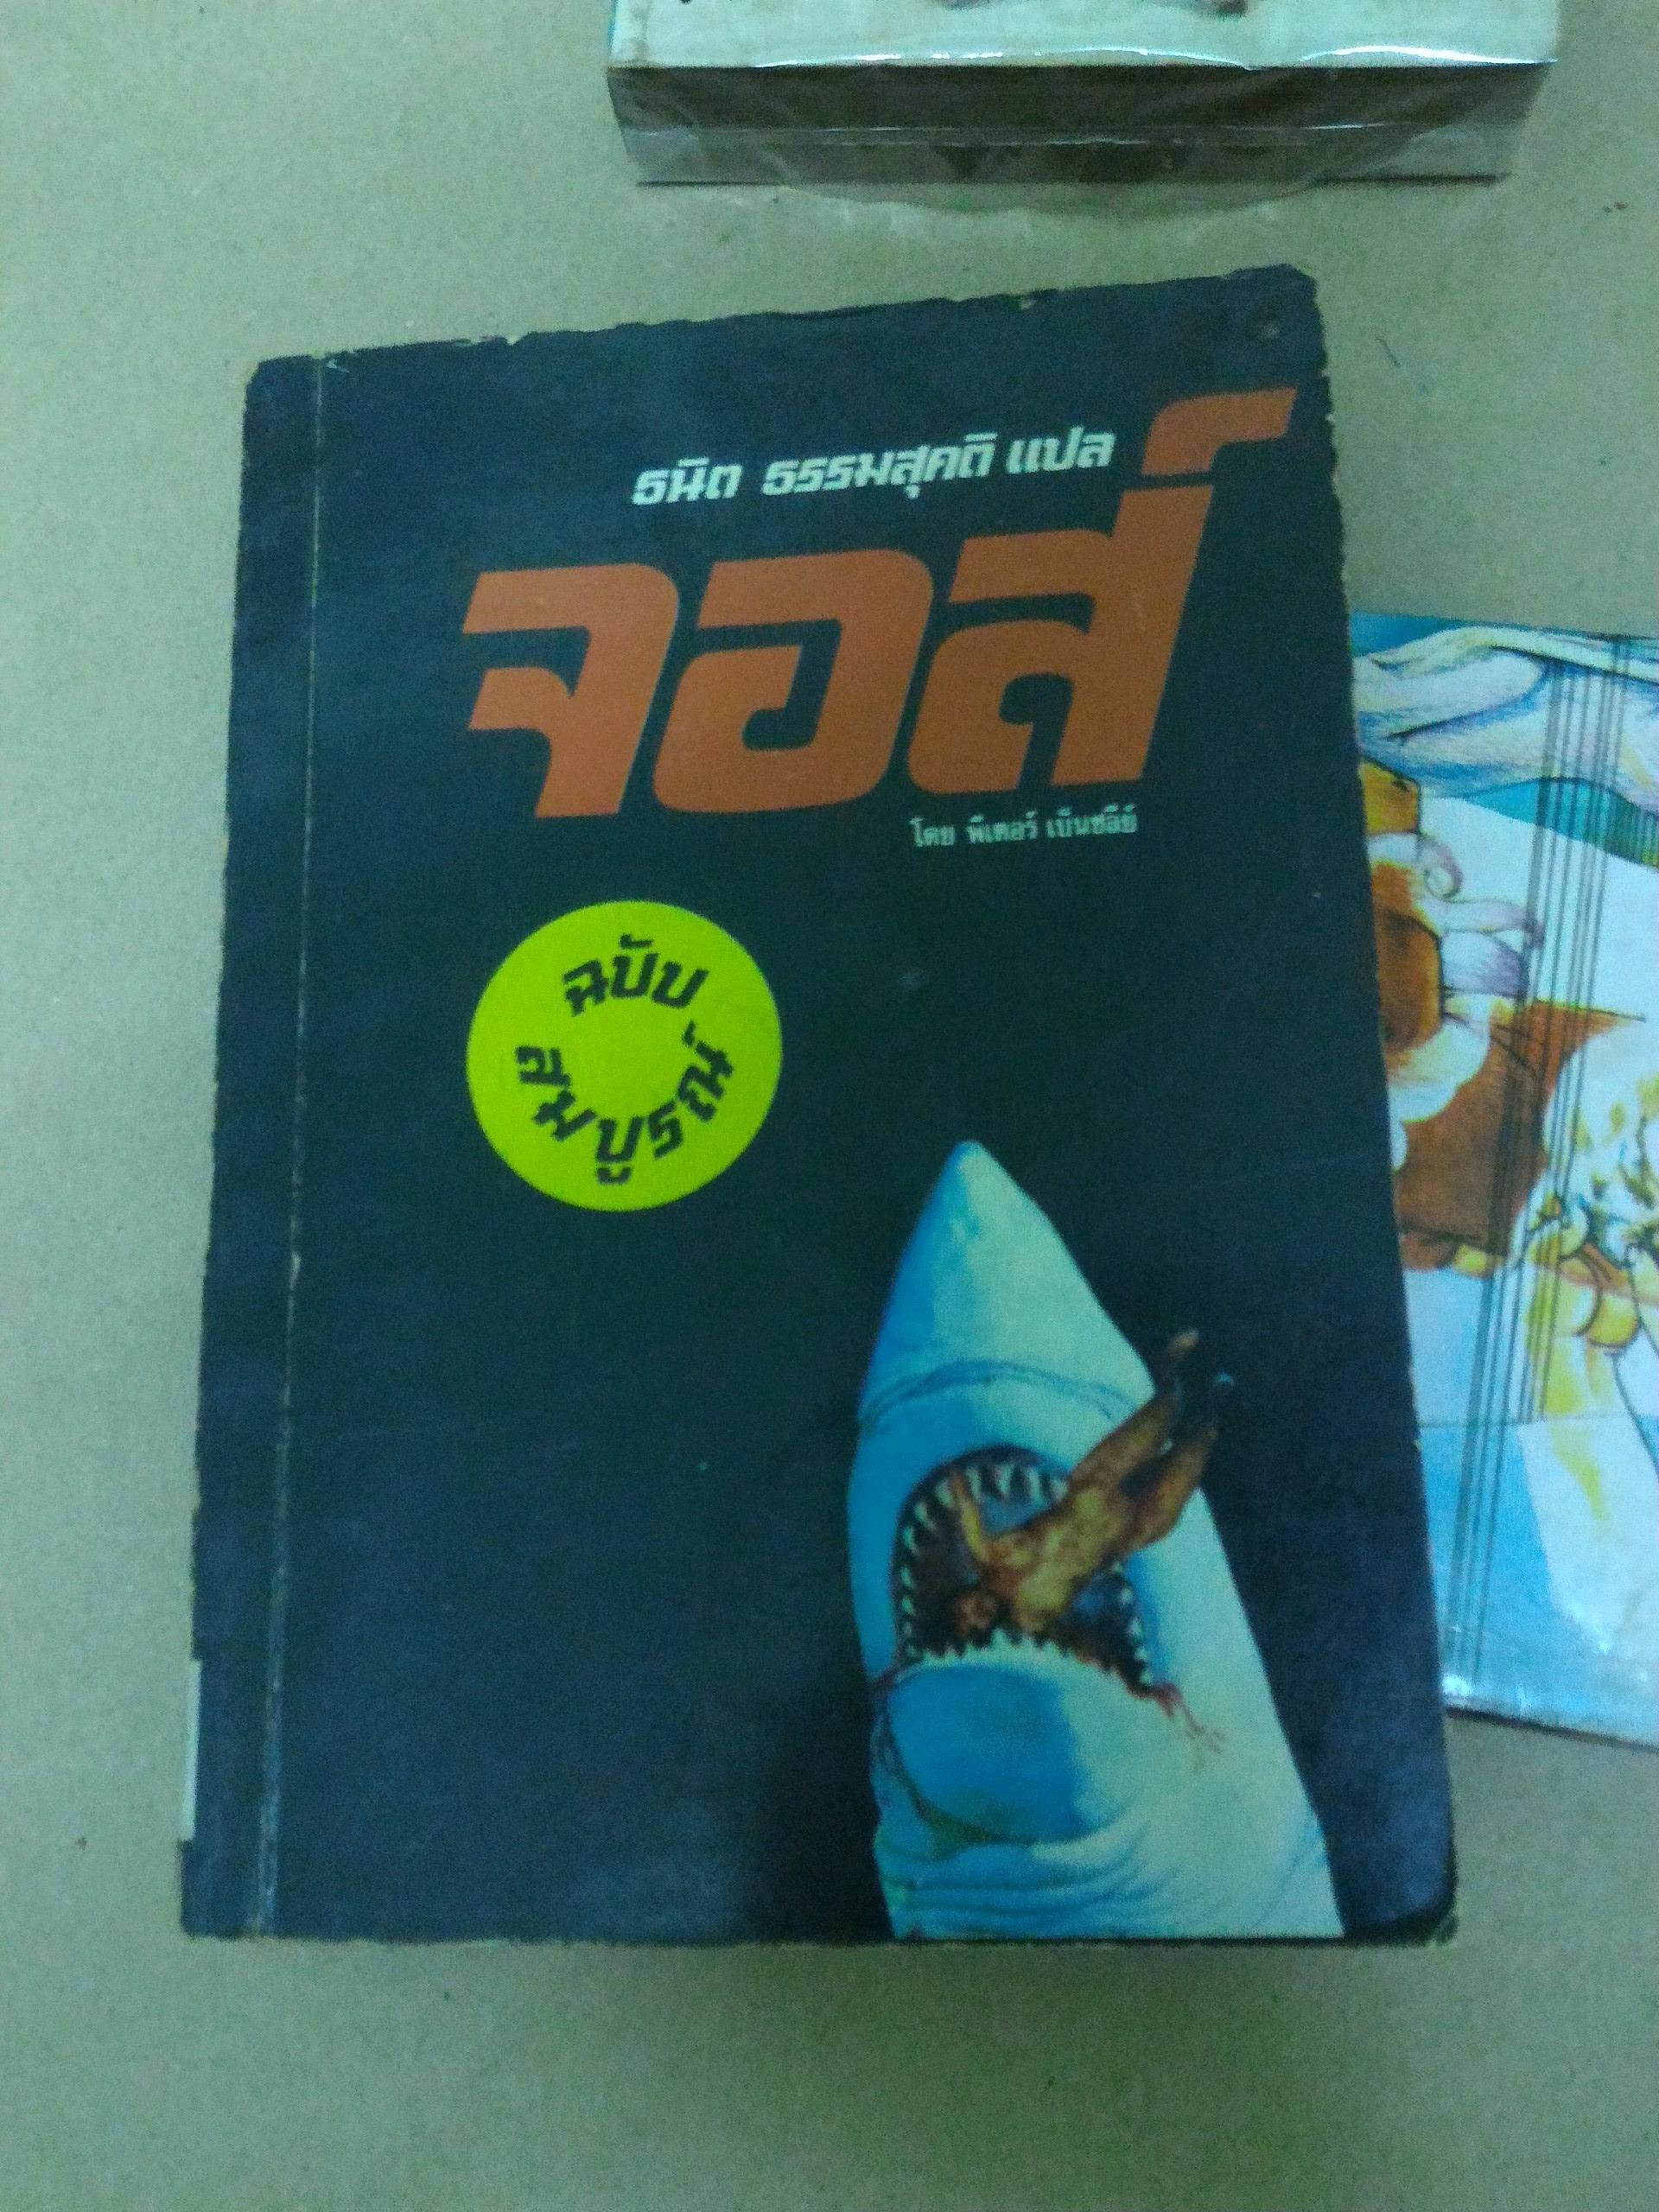 ธนิต ธรรมสุคติ แปล
จอส์
โดย พีเตอร์ เบ็นชลีย์
ฉบับ
สมบูรณ์